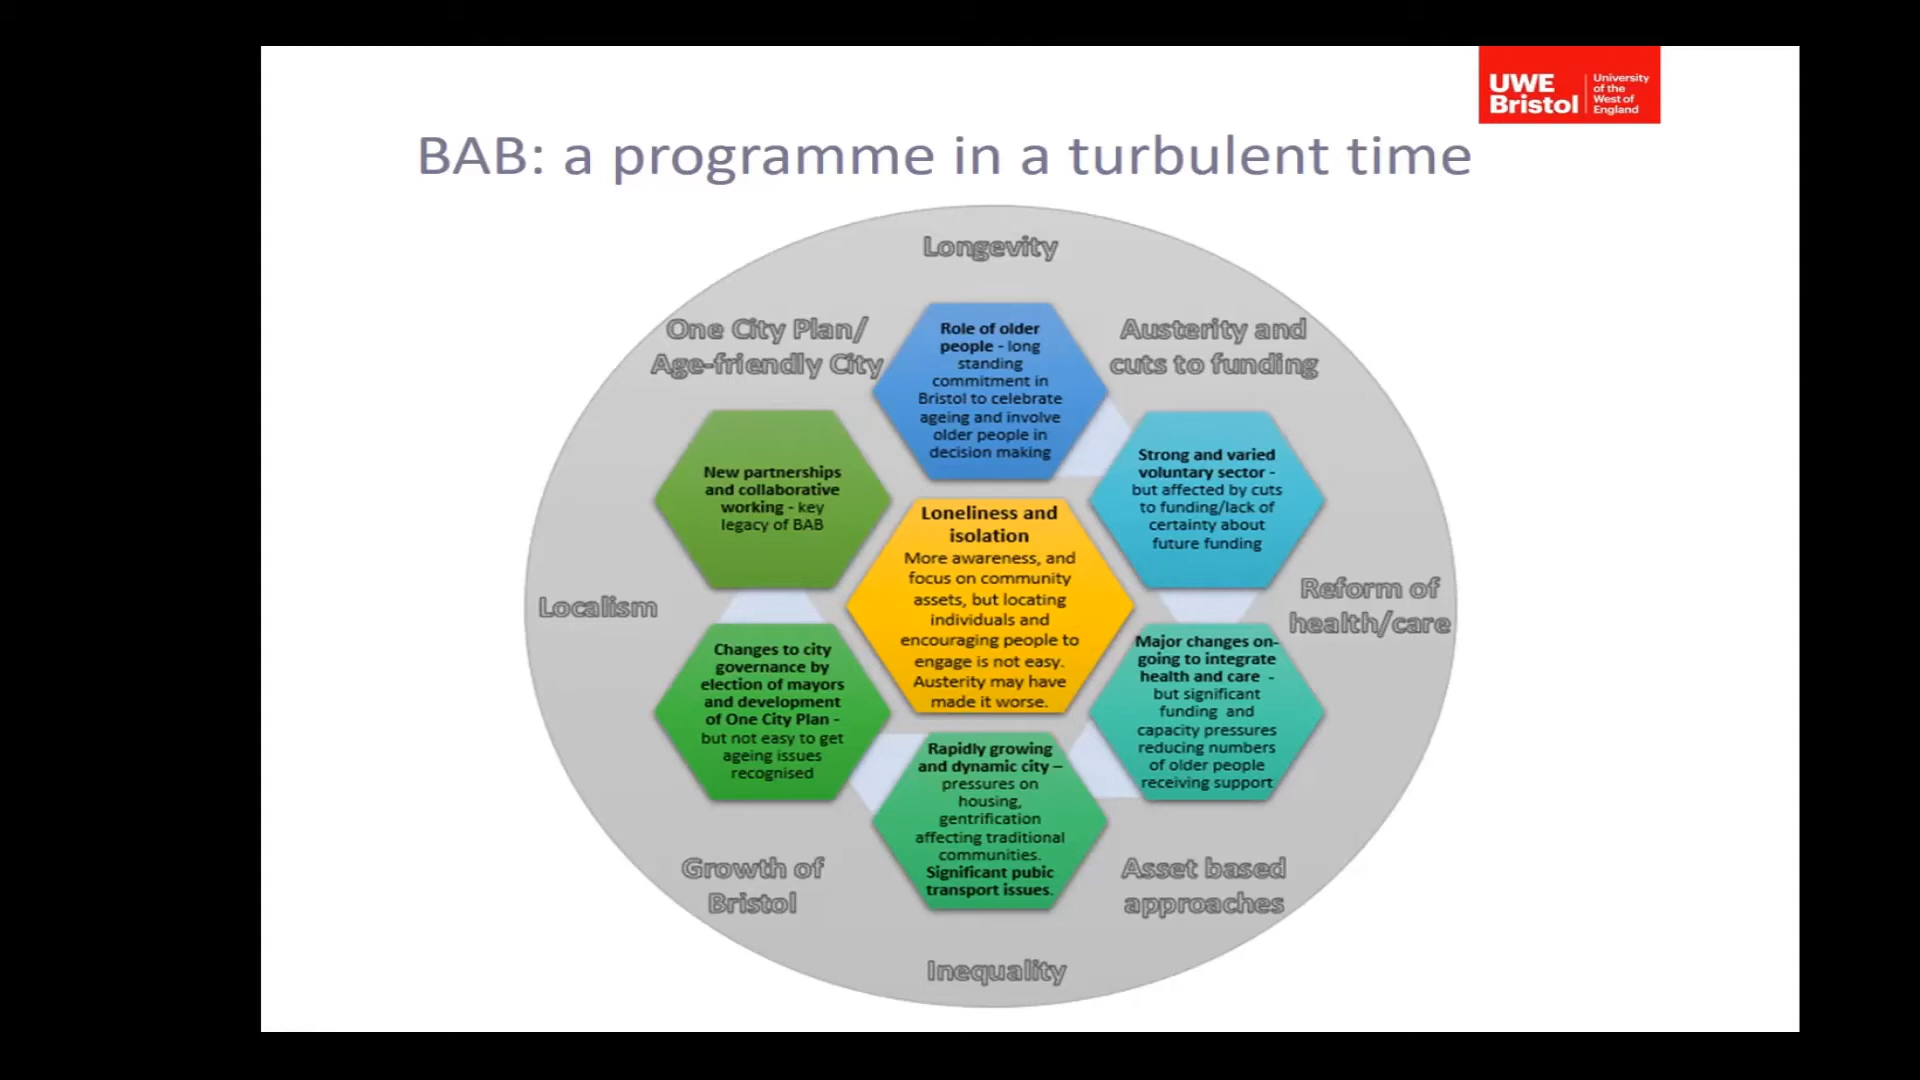 UWE
Bristol
University
of the
West of
England
BAB: a programme in a turbulent time
Longevity
One City Plan/
Age-friendly City
Austerity and
cuts to funding
Role of older
people - long
standing
commitment in
Bristol to celebrate
ageing and involve
older people in
decision making
New partnerships
and collaborative
working - key
legacy of BAB
Strong and varied
voluntary sector -
but affected by cuts
to funding/lack of
certainty about
future funding
Loneliness and
isolation
More awareness, and
focus on community
assets, but locating
individuals and
encouraging people to
engage is not easy.
Austerity may have
made it worse.
Localism
Reform of
health/care
Changes to city
governance by
election of mayors
and development
of One City Plan -
but not easy to get
ageing issues
recognised
Major changes on-
going to integrate
health and care -
but significant
funding and
capacity pressures
reducing numbers
of older people
receiving support
Rapidly growing
and dynamic city –
pressures on
housing,
gentrification
affecting traditional
communities.
Significant pubic
transport issues.
Growth of
Bristol
Asset based
approaches
Inequality